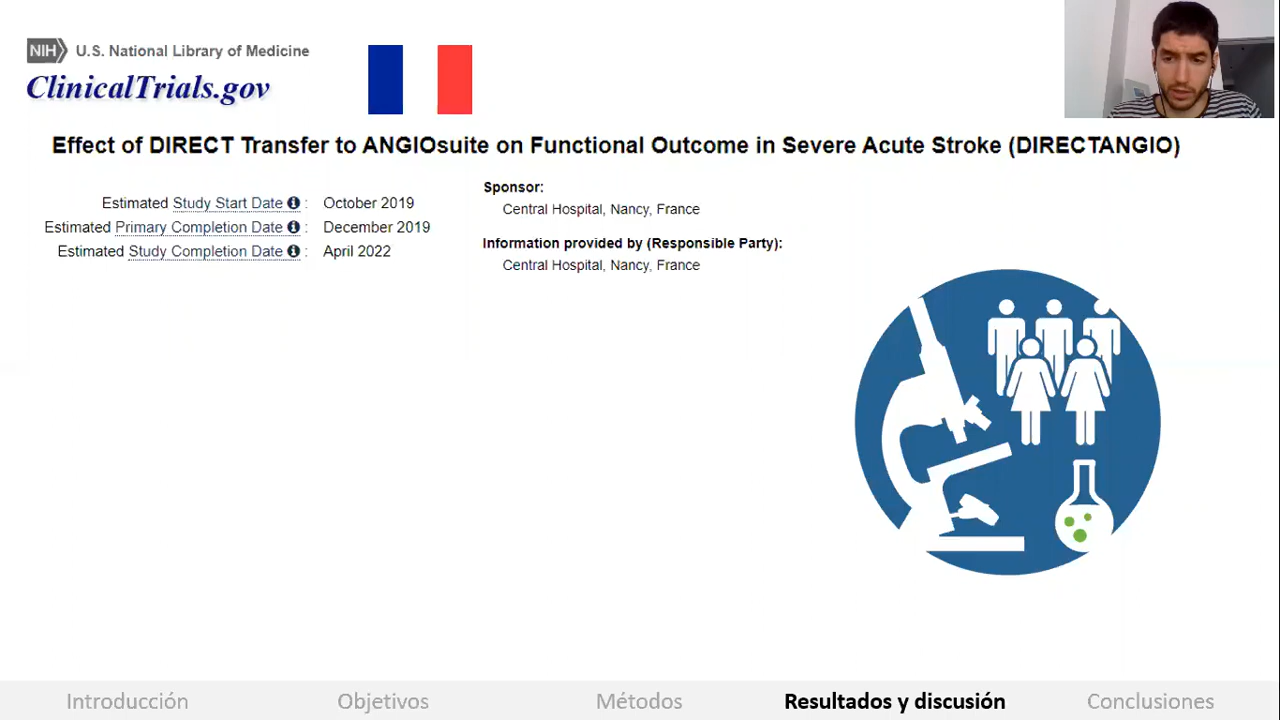 NIH U.S. National Library of Medicine
ClinicalTrials.gov
Effect of DIRECT Transfer to ANGIOsuite on Functional Outcome in Severe Acute Stroke (DIRECTANGIO)
Estimated Study Start Date : October 2019
Estimated Primary Completion Date : December 2019
Estimated Study Completion Date : April 2022
Sponsor:
Central Hospital, Nancy, France
Information provided by (Responsible Party):
Central Hospital, Nancy, France
Introducción Objetivos Métodos Resultados y discusión Conclusiones